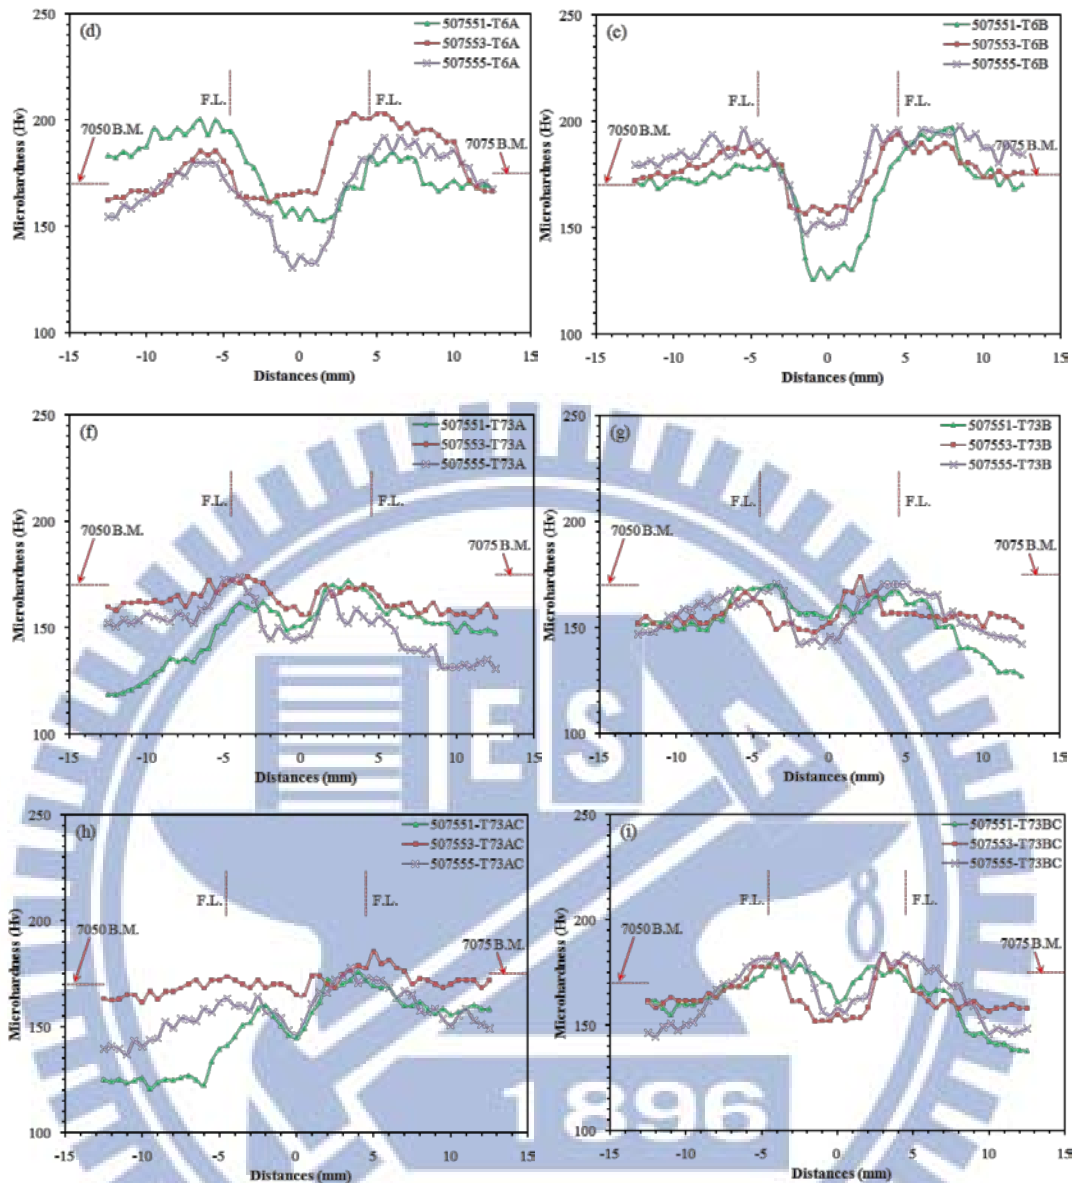 (d)
507551-T6A
507553-T6A
507555-T6A
F.L.
F.L.
7050 B.M.
7075 B.M.
Microhardness (Hv)
250
200
150
100
-15 -10 -5 0 5 10 15
Distances (mm)
(e)
507551-T6B
507553-T6B
507555-T6B
F.L.
F.L.
7050 B.M.
7075 B.M.
Microhardness (Hv)
250
200
150
100
-15 -10 -5 0 5 10 15
Distances (mm)
(f)
507551-T73A
507553-T73A
507555-T73A
F.L.
F.L.
7050 B.M.
7075 B.M.
Microhardness (Hv)
250
200
150
100
-15 -10 -5 0 5 10 15
Distances (mm)
(g)
507551-T73B
507553-T73B
507555-T73B
F.L.
F.L.
7050 B.M.
7075 B.M.
Microhardness (Hv)
250
200
150
100
-15 -10 -5 0 5 10 15
Distances (mm)
(h)
507551-T73AC
507553-T73AC
507555-T73AC
F.L.
F.L.
7050 B.M.
7075 B.M.
Microhardness (Hv)
250
200
150
100
-15 -10 -5 0 5 10 15
Distances (mm)
(i)
507551-T73BC
507553-T73BC
507555-T73BC
F.L.
F.L.
7050 B.M.
7075 B.M.
Microhardness (Hv)
250
200
150
100
-15 -10 -5 0 5 10 15
Distances (mm)
E S A
8
1896